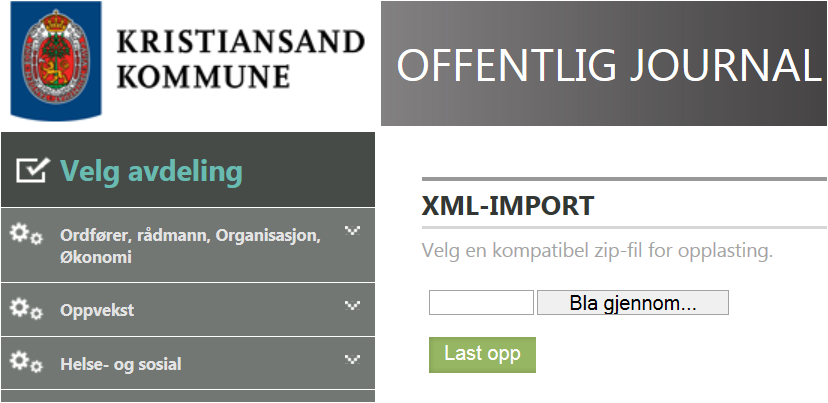 KRISTIANSAND
KOMMUNE
OFFENTLIG JOURNAL
Velg avdeling
Ordfører, rådmann, Organisasjon,
Økonomi
Oppvekst
Helse- og sosial
XML-IMPORT
Velg en kompatibel zip-fil for opplasting.
Bla gjennom...
Last opp